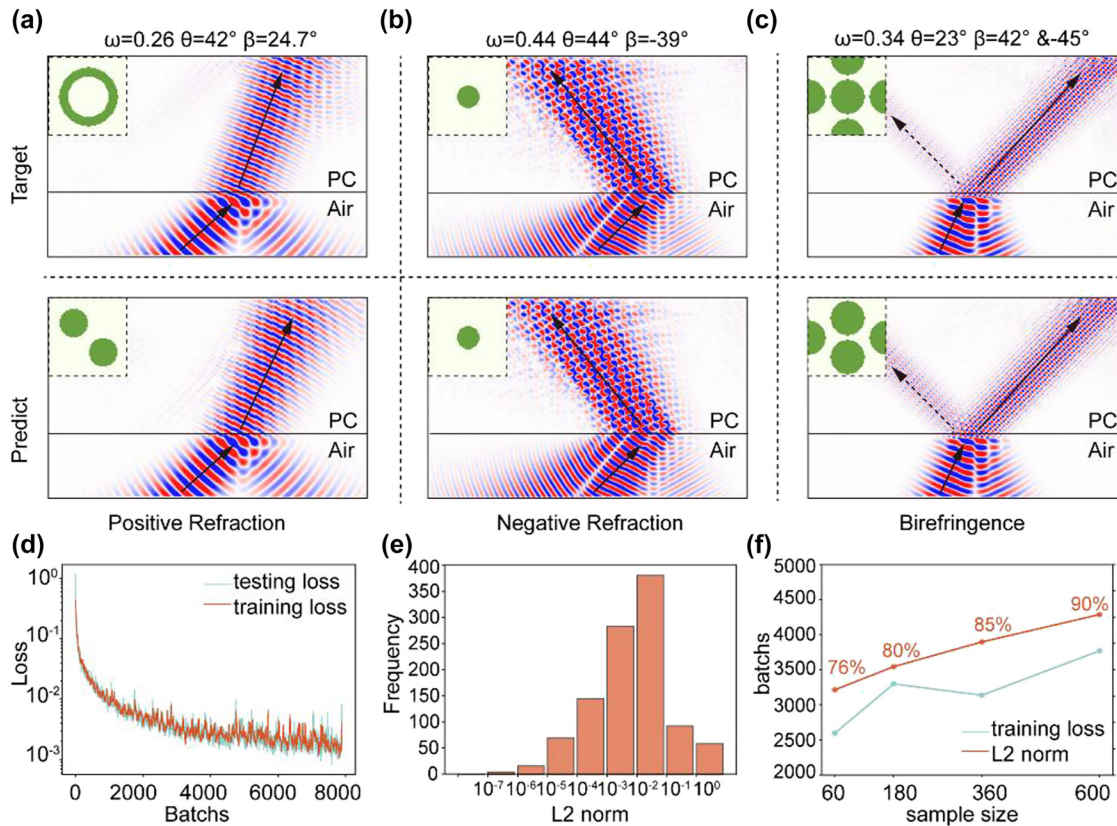 (a)
ω=0.26 θ=42° β=24.7°
(b)
ω=0.44 θ=44° β=-39°
(c)
ω=0.34 θ=23° β=42° &-45°
Target
PC
Air
PC
Air
PC
Air
Predict
PC
Air
PC
Air
PC
Air
Positive Refraction
Negative Refraction
Birefringence
(d)
10⁰
10⁻¹
10⁻²
10⁻³
Loss
testing loss
training loss
0 2000 4000 6000 8000
Batchs
(e)
400
350
300
250
200
150
100
50
0
Frequency
10⁻⁷ 10⁻⁶ 10⁻⁵ 10⁻⁴ 10⁻³ 10⁻² 10⁻¹ 10⁰
L2 norm
(f)
5000
4500
4000
3500
3000
2500
2000
batchs
76%
80%
85%
90%
training loss
L2 norm
60 180 360 600
sample size